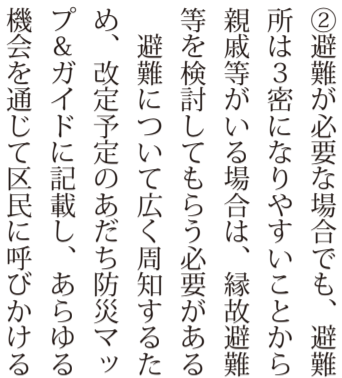 ②避難が必要な場合でも、避難
所は３密になりやすいことから
親戚等がいる場合は、縁故避難
等を検討してもらう必要がある
　避難について広く周知するた
め、改定予定のあだち防災マッ
プ＆ガイドに記載し、あらゆる
機会を通じて区民に呼びかける